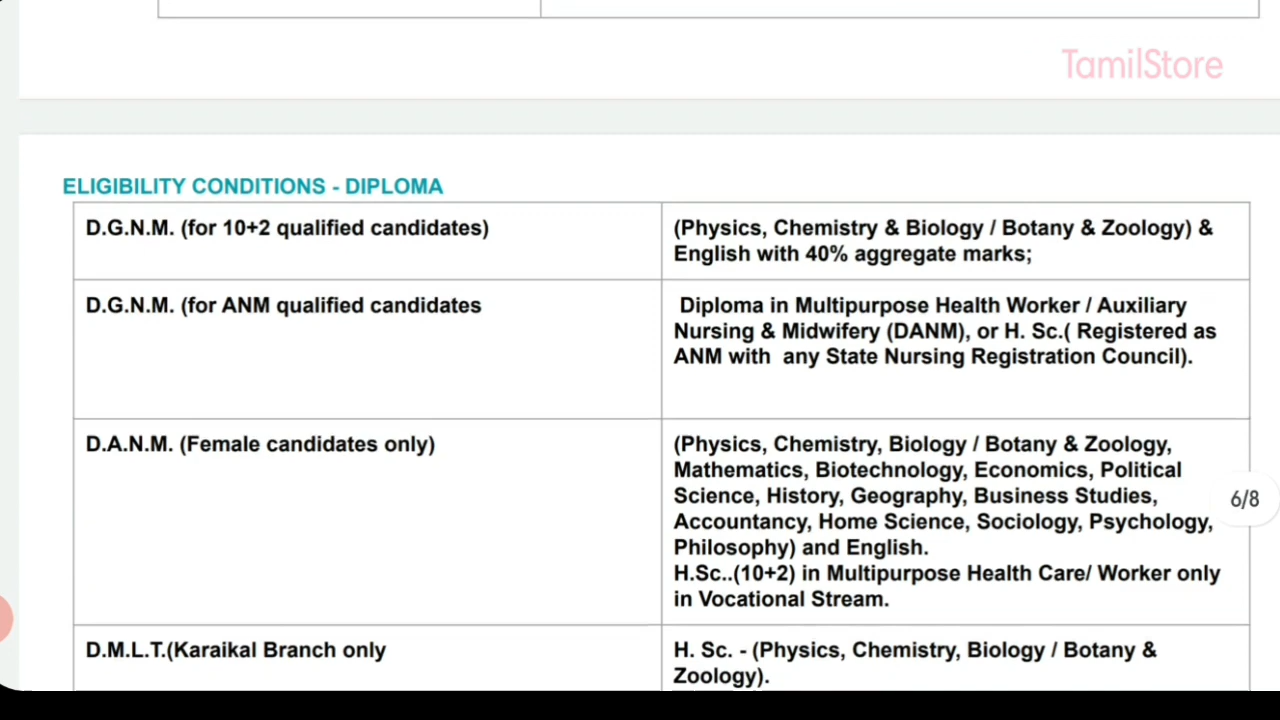 TamilStore
ELIGIBILITY CONDITIONS - DIPLOMA
D.G.N.M. (for 10+2 qualified candidates)
(Physics, Chemistry & Biology / Botany & Zoology) &
English with 40% aggregate marks;
D.G.N.M. (for ANM qualified candidates
Diploma in Multipurpose Health Worker / Auxiliary
Nursing & Midwifery (DANM), or H. Sc.( Registered as
ANM with any State Nursing Registration Council).
D.A.N.M. (Female candidates only)
(Physics, Chemistry, Biology / Botany & Zoology,
Mathematics, Biotechnology, Economics, Political
Science, History, Geography, Business Studies,
Accountancy, Home Science, Sociology, Psychology,
Philosophy) and English.
H.Sc..(10+2) in Multipurpose Health Care/ Worker only
in Vocational Stream.
6/8
D.M.L.T.(Karaikal Branch only
H. Sc. - (Physics, Chemistry, Biology / Botany &
Zoology).